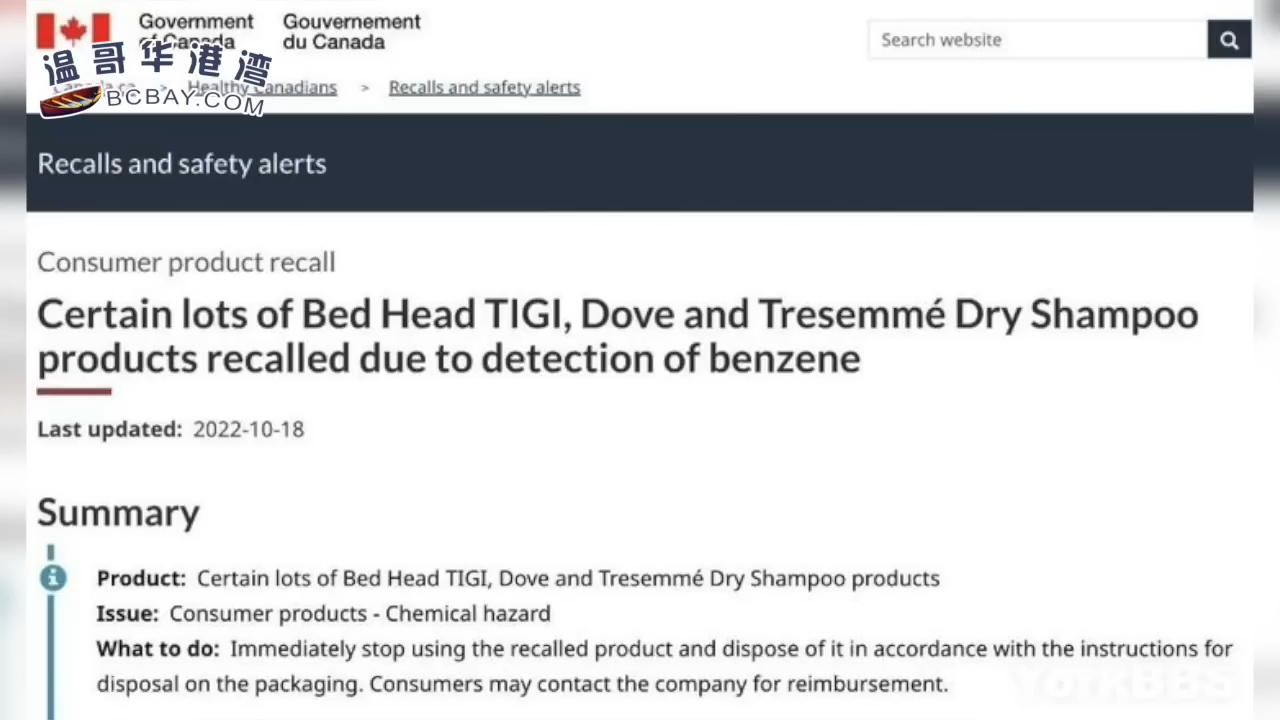 Government of Canada
Gouvernement du Canada
Search website
温哥华港湾
BCBAY.COM
Canada.ca > Healthy Canadians > Recalls and safety alerts
Recalls and safety alerts
Consumer product recall
Certain lots of Bed Head TIGI, Dove and Tresemmé Dry Shampoo
products recalled due to detection of benzene
Last updated: 2022-10-18
Summary
Product: Certain lots of Bed Head TIGI, Dove and Tresemmé Dry Shampoo products
Issue: Consumer products - Chemical hazard
What to do: Immediately stop using the recalled product and dispose of it in accordance with the instructions for
disposal on the packaging. Consumers may contact the company for reimbursement.
YorkBBS